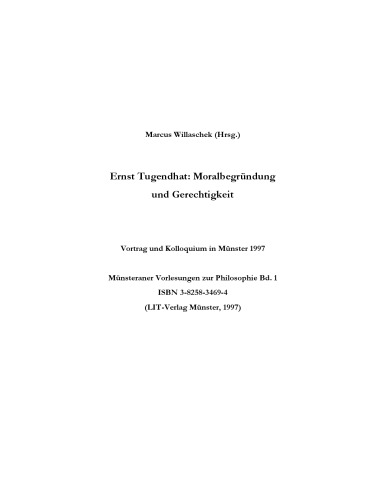 Marcus Willaschek (Hrsg.)
Ernst Tugendhat: Moralbegründung
und Gerechtigkeit
Vortrag und Kolloquium in Münster 1997
Münsteraner Vorlesungen zur Philosophie Bd. 1
ISBN 3-8258-3469-4
(LIT-Verlag Münster, 1997)